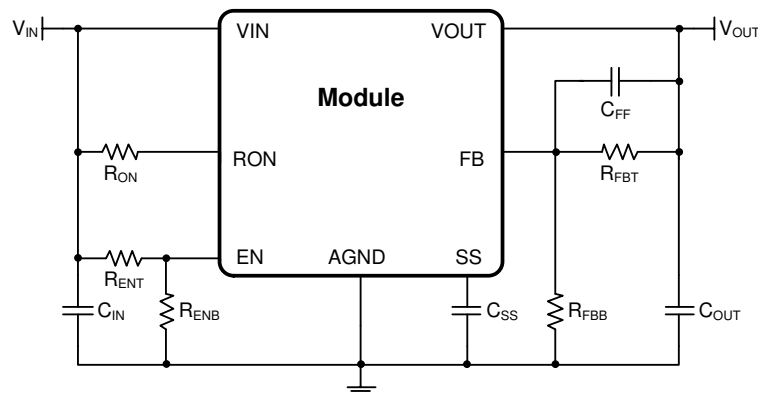 VIN
VIN
VOUT
VOUT
Module
CFF
RON
RON
FB
RFBT
EN
AGND
SS
RENT
CIN
RENB
CSS
RFBB
COUT